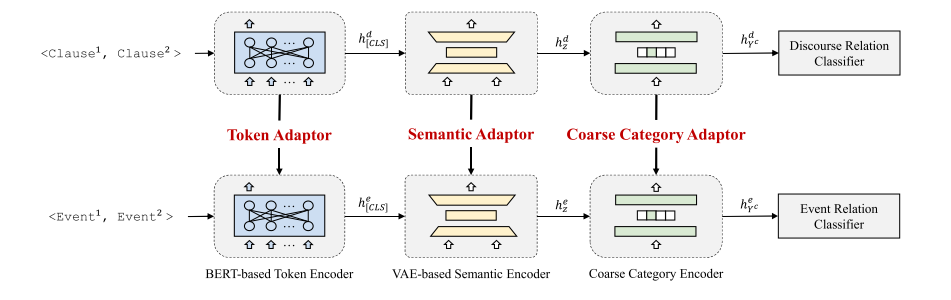 <Clause¹, Clause²>
h^d_[CLS]
h^d_z
h^d_{Y^c}
Discourse Relation
Classifier
Token Adaptor
Semantic Adaptor
Coarse Category Adaptor
<Event¹, Event²>
h^e_[CLS]
h^e_z
h^e_{Y^c}
Event Relation
Classifier
BERT-based Token Encoder
VAE-based Semantic Encoder
Coarse Category Encoder